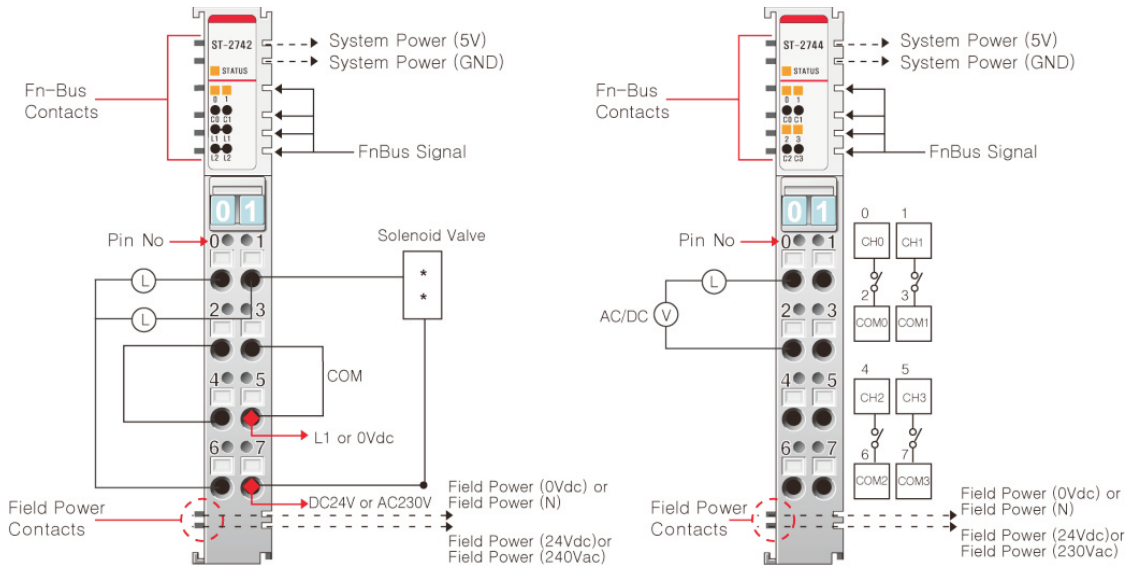 ST-2742
STATUS
0 1
C0 C1
L1 L1
L2 L2
System Power (5V)
System Power (GND)
Fn-Bus
Contacts
FnBus Signal
01
Pin No
0 1
2 3
4 5
6 7
Solenoid Valve
*
*
L
L
COM
L1 or 0Vdc
DC24V or AC230V
Field Power
Contacts
Field Power (0Vdc) or
Field Power (N)
Field Power (24Vdc)or
Field Power (240Vac)
ST-2744
STATUS
0 1
C0 C1
2 3
C2 C3
System Power (5V)
System Power (GND)
Fn-Bus
Contacts
FnBus Signal
01
Pin No
0 1
2 3
4 5
6 7
L
AC/DC V
0 1
CH0 CH1
2 3
COM0 COM1
4 5
CH2 CH3
6 7
COM2 COM3
Field Power
Contacts
Field Power (0Vdc) or
Field Power (N)
Field Power (24Vdc)or
Field Power (230Vac)